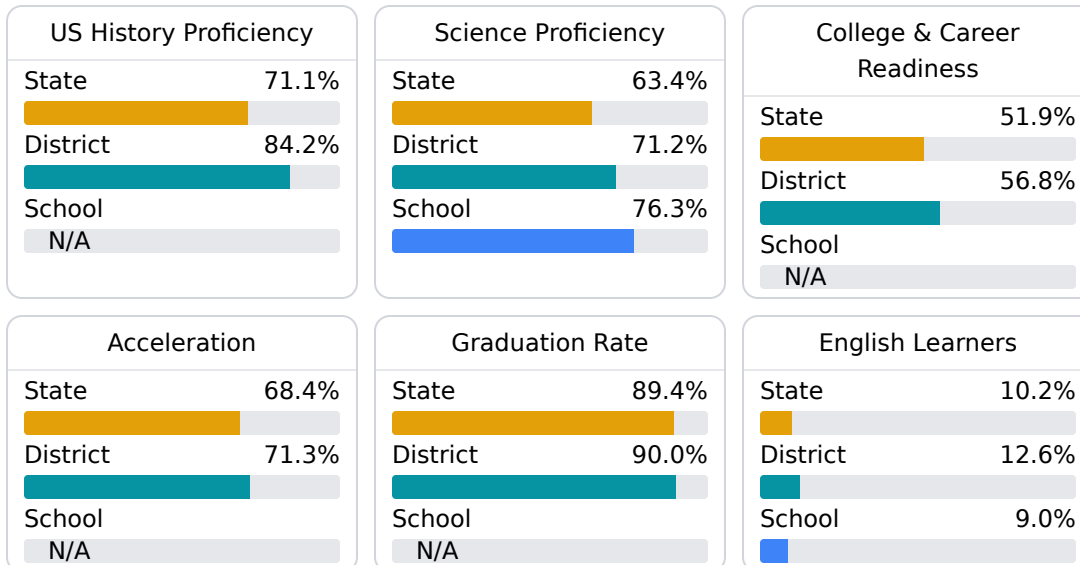 US History Proficiency
State 71.1%
District 84.2%
School
N/A
Science Proficiency
State 63.4%
District 71.2%
School 76.3%
College & Career
Readiness
State 51.9%
District 56.8%
School
N/A
Acceleration
State 68.4%
District 71.3%
School
N/A
Graduation Rate
State 89.4%
District 90.0%
School
N/A
English Learners
State 10.2%
District 12.6%
School 9.0%